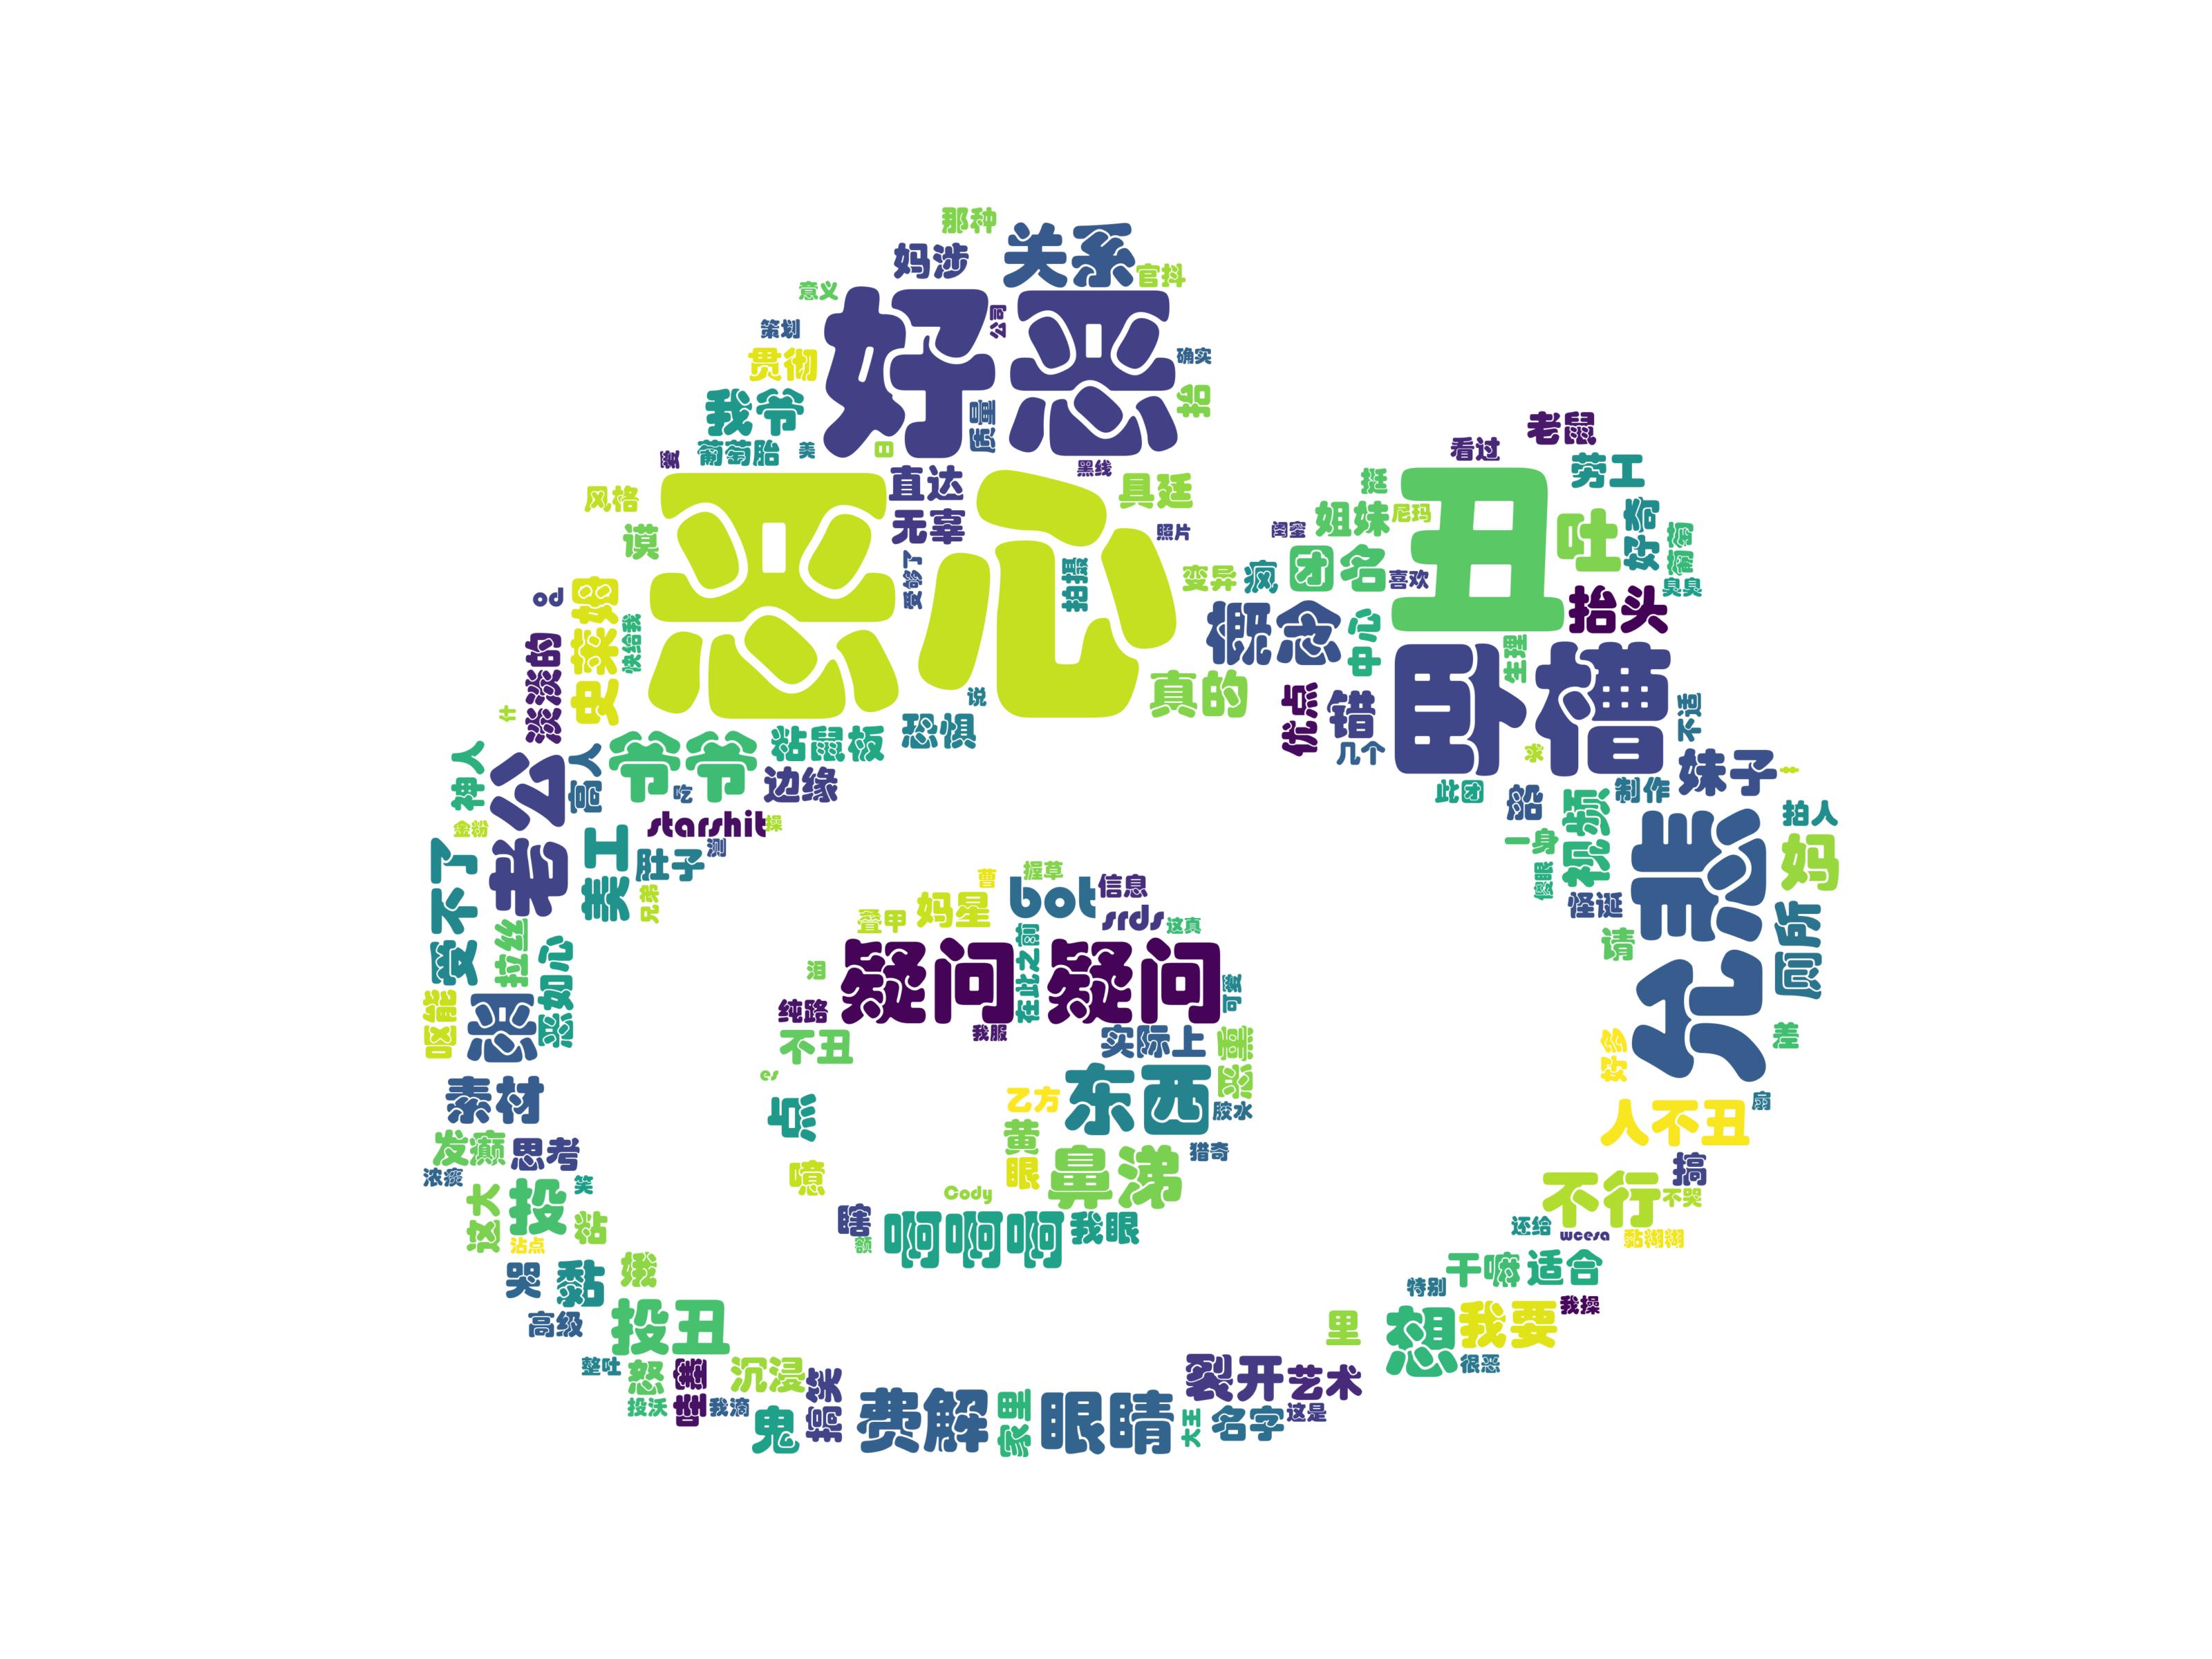 那种
妈涉
关系
官抖
意义
好恶
公司
策划
贯彻
确实
我爷
质量
抬
葡萄胎
美
日
爱
黑线
恶心
直达
具廷
风格
无辜
照片
谟
受够了
拍摄
老鼠
看过
劳工
挺
丑
吐
好奇
姐妹
尼玛
闺蜜
团名
喜欢
变异
疯
臭臭
抬头
概念
中心
od
快给我
淡淡的
生理
卧槽
真的
说
优点
错
不适
几个
求
恐惧
爷爷
粘鼠板
边缘
吃
神人
老公
高人
妹子
此团
船
视频
制作
金粉
starshit
操
拍人
一身
允悲
妈
受不了
美工
肚子
测
兄弟
握草
曹
bot
信息
傻眼
怪诞
叠甲
妈星
srds
这真
厕所
请
拉丝
恶如心
疑问
疑问
在此之前
可爱
泪
纯路
我服
呕能
不丑
实际上
差
好多
es
素材
点
乙方
东西
胶水
人不丑
扇
发癫
思考
黄
眼
鼻涕
猎奇
搞
浓痰
噫
不行
不哭
这大
投
笑
粘
Cody
瞎
额
啊啊啊
我眼
还给
wcesa
黏糊糊
沾点
哭
黏
娥
干嘛
适合
特别
高级
投丑
里
想
我要
我操
很恶
整吐
怒
哇塞
沉浸
搞笑
裂开
艺术
投沃
我滴
鬼
费解
家里
眼睛
大王
名字
这是